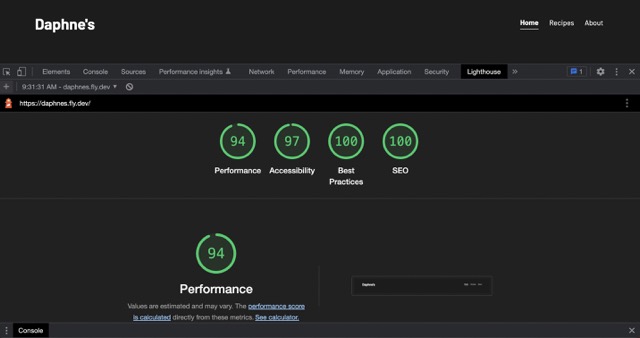 Daphne's
Home Recipes About
Elements Console Sources Performance insights Network Performance Memory Application Security Lighthouse » 1
9:31:31 AM - daphnes.fly.dev
https://daphnes.fly.dev/
94 97 100 100
Performance Accessibility Best Practices SEO
94
Performance
Values are estimated and may vary. The performance score
is calculated directly from these metrics. See calculator.
Daphne's
Console